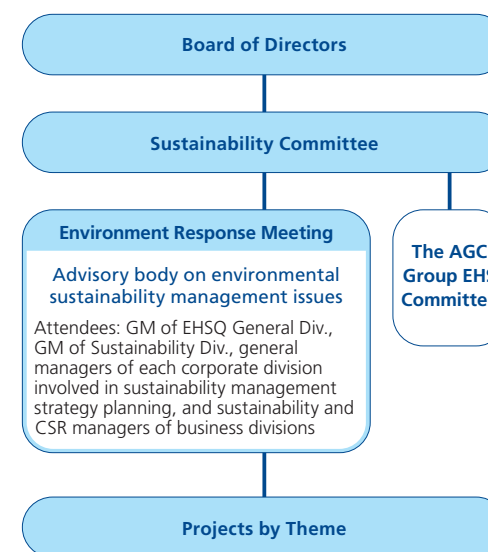 Board of Directors
Sustainability Committee
Environment Response Meeting
Advisory body on environmental
sustainability management issues
Attendees: GM of EHSQ General Div.,
GM of Sustainability Div., general
managers of each corporate division
involved in sustainability management
strategy planning, and sustainability and
CSR managers of business divisions
The AGC
Group
Projects by Theme